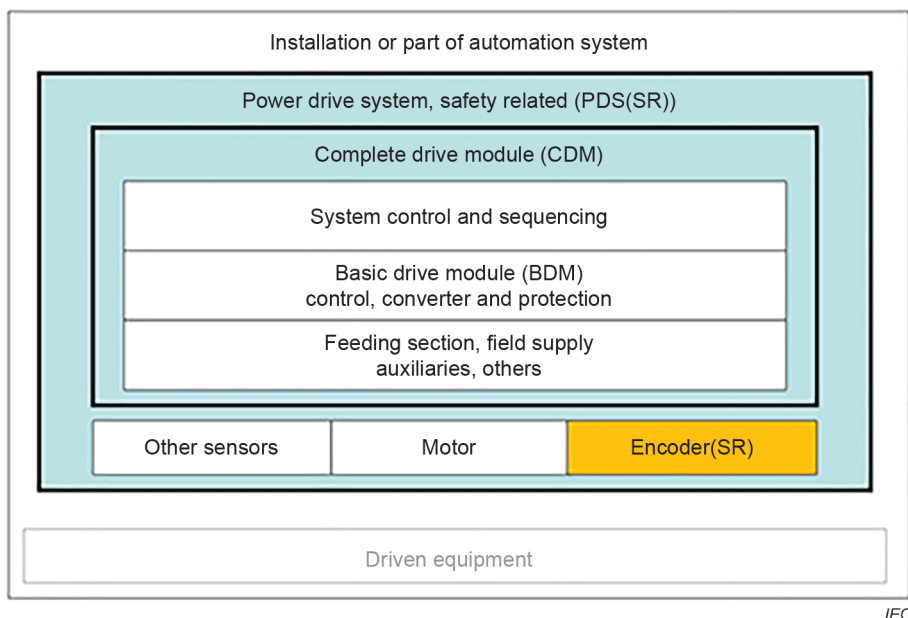 Installation or part of automation system
Power drive system, safety related (PDS(SR))
Complete drive module (CDM)
System control and sequencing
Basic drive module (BDM)
control, converter and protection
Feeding section, field supply
auxiliaries, others
Other sensors
Motor
Encoder(SR)
Driven equipment
IEC